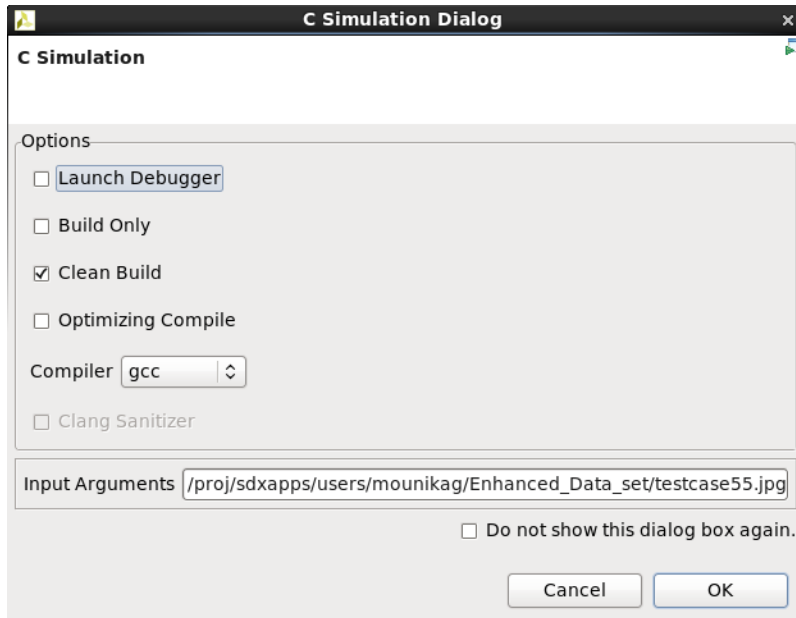 C Simulation Dialog
C Simulation
Options
Launch Debugger
Build Only
Clean Build
Optimizing Compile
Compiler gcc
Clang Sanitizer
Input Arguments /proj/sdxapps/users/mounikag/Enhanced_Data_set/testcase55.jpg
Do not show this dialog box again.
Cancel OK